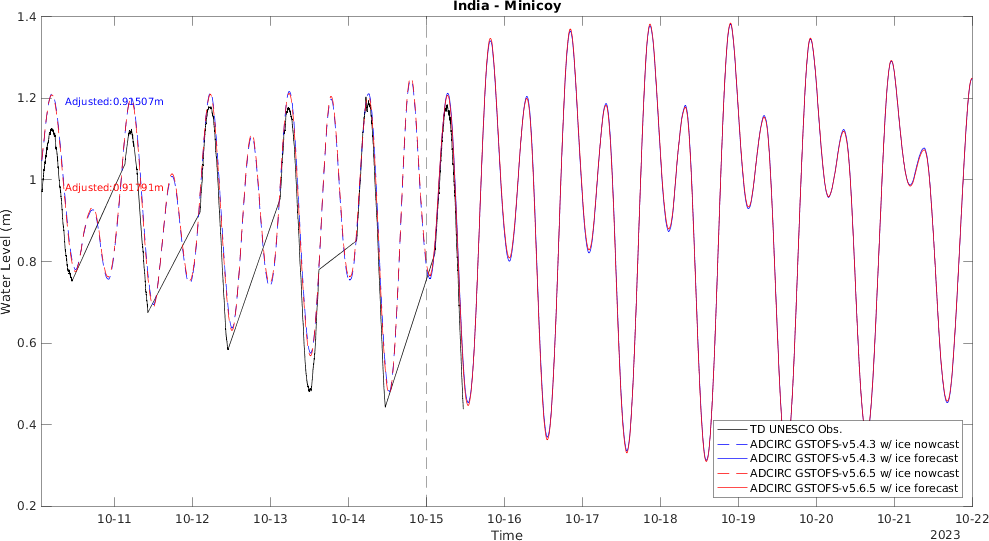 India - Minicoy
1.4
1.2
1
0.8
0.6
0.4
0.2
Water Level (m)
Adjusted:0.91507m
Adjusted:0.91791m
TD UNESCO Obs.
ADCIRC GSTOFS-v5.4.3 w/ ice nowcast
ADCIRC GSTOFS-v5.4.3 w/ ice forecast
ADCIRC GSTOFS-v5.6.5 w/ ice nowcast
ADCIRC GSTOFS-v5.6.5 w/ ice forecast
10-11 10-12 10-13 10-14 10-15 10-16 10-17 10-18 10-19 10-20 10-21 10-22
Time
2023